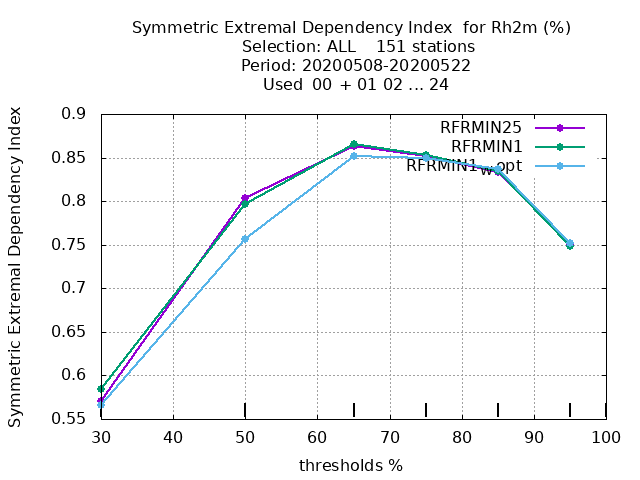 Symmetric Extremal Dependency Index  for Rh2m (%)
Selection: ALL    151 stations
Period: 20200508-20200522
Used  00 + 01 02 ... 24
Symmetric Extremal Dependency Index
0.9
0.85
0.8
0.75
0.7
0.65
0.6
0.55
RFRMIN25
RFRMIN1
RFRMIN1wopt
30 40 50 60 70 80 90 100
thresholds %